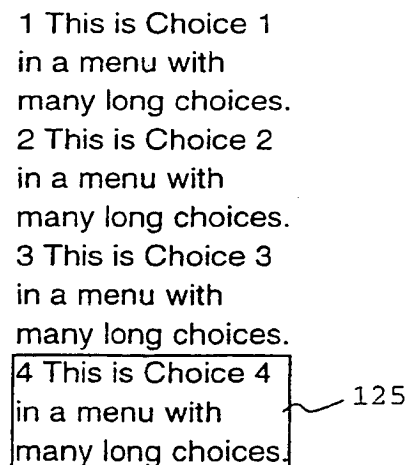 1 This is Choice 1
in a menu with
many long choices.
2 This is Choice 2
in a menu with
many long choices.
3 This is Choice 3
in a menu with
many long choices.
4 This is Choice 4
in a menu with
many long choices.
125